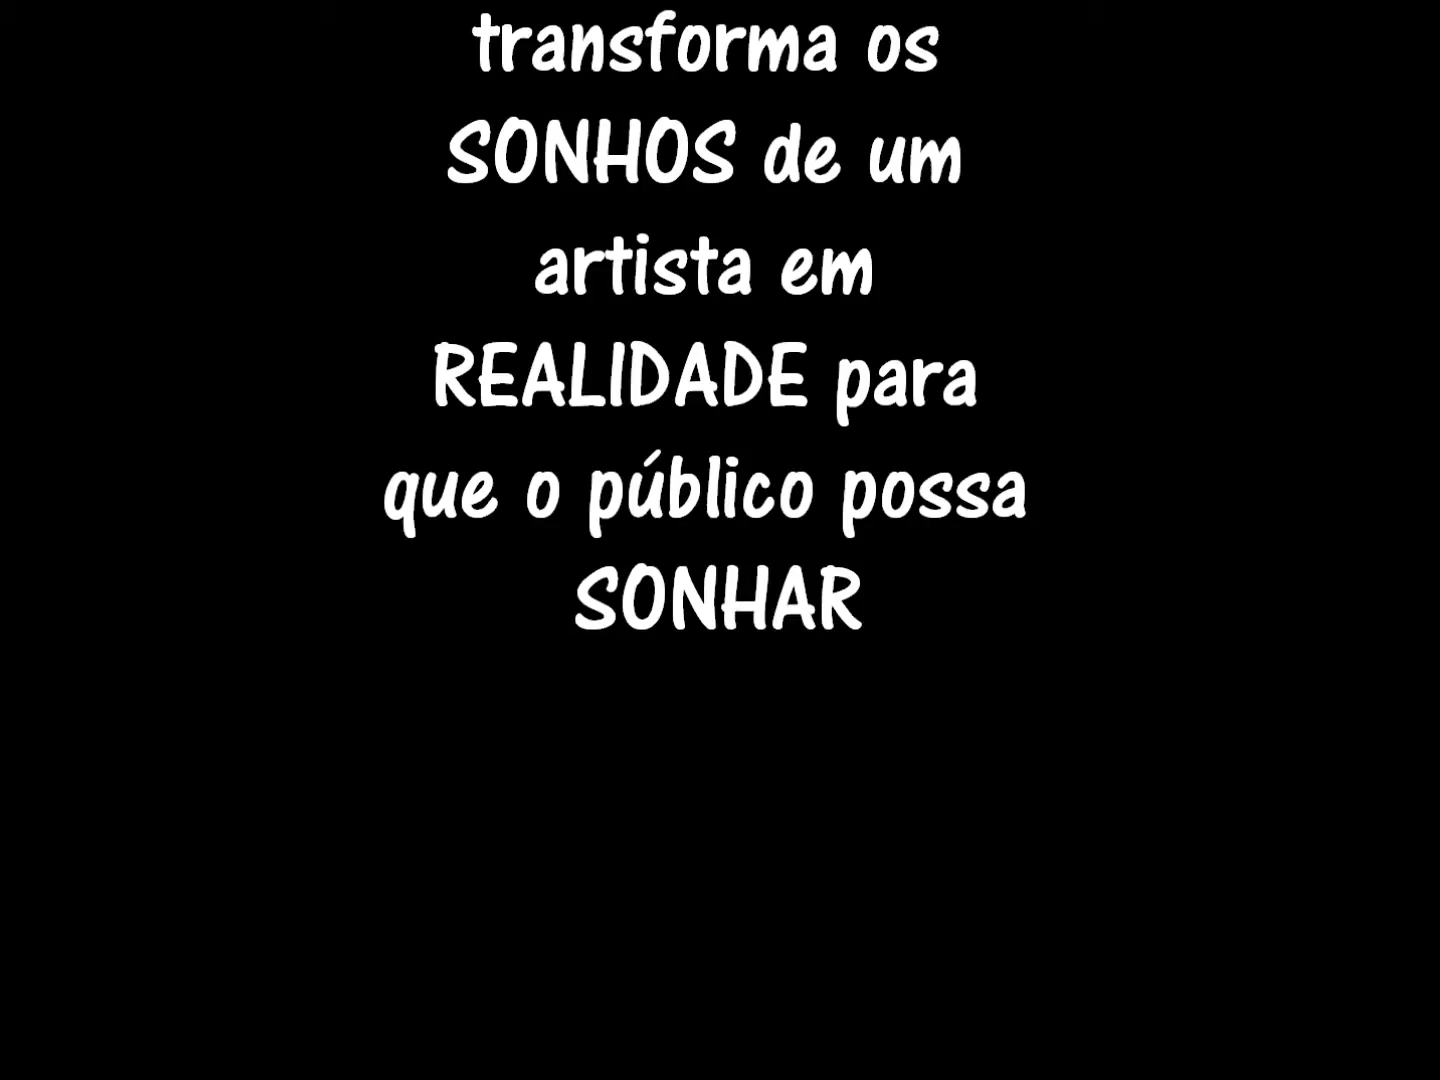 transforma os
SONHOS de um
artista em
REALIDADE para
que o público possa
SONHAR